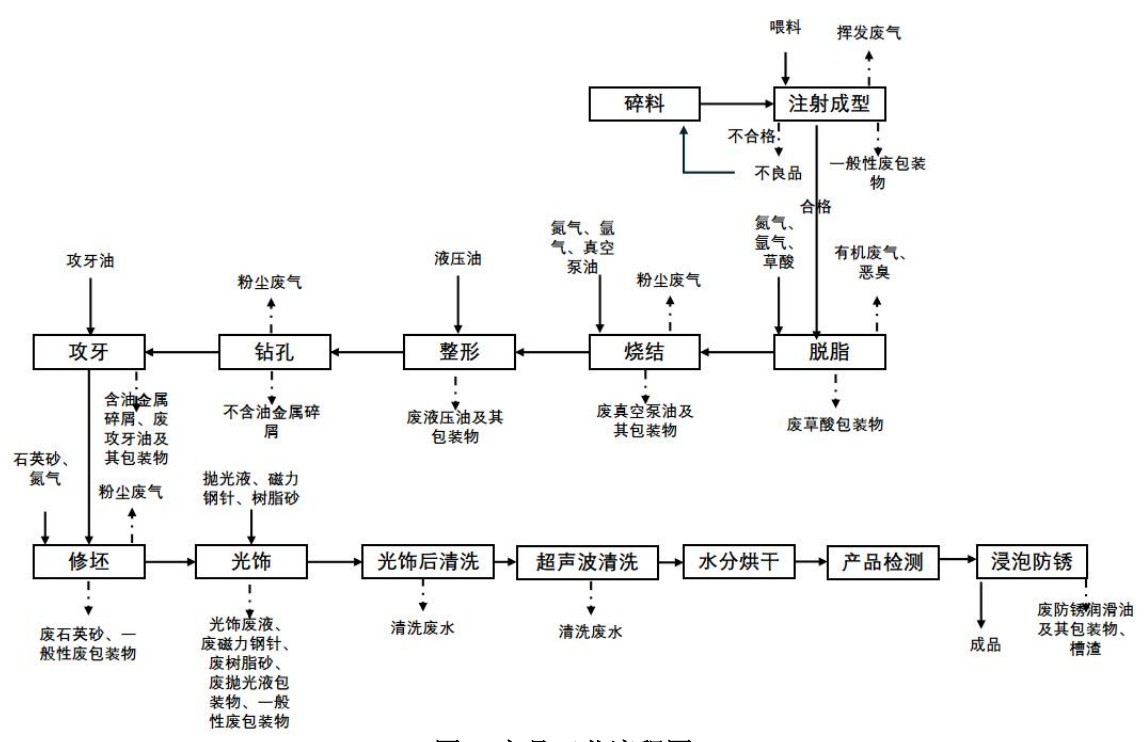 喂料
挥发废气
碎料
注射成型
不合格
不良品
一般性废包装
物
合格
氮气、
氩气、
草酸
有机废气、
恶臭
氮气、氩
气、真空
泵油
粉尘废气
液压油
粉尘废气
攻牙油
攻牙
钻孔
整形
烧结
脱脂
含油金属
碎屑、废
攻牙油及
其包装物
不含油金属碎
屑
废液压油及其
包装物
废真空泵油及
其包装物
废草酸包装物
石英砂、
氮气
粉尘废气
抛光液、磁力
钢针、树脂砂
修坯
光饰
光饰后清洗
超声波清洗
水分烘干
产品检测
浸泡防锈
废石英砂、一
般性废包装物
光饰废液、
废磁力钢针、
废树脂砂、
废抛光液包
装物、一般
性废包装物
清洗废水
清洗废水
成品
废防锈润滑油
及其包装物、
槽渣